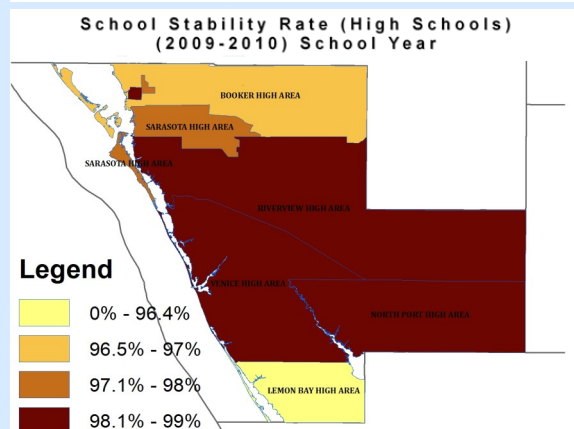 School Stability Rate (High Schools)
(2009-2010) School Year
BOOKER HIGH AREA
SARASOTA HIGH AREA
SARASOTA HIGH AREA
RIVERVIEW HIGH AREA
VENICE HIGH AREA
NORTH PORT HIGH AREA
LEMON BAY HIGH AREA
Legend
0% - 96.4%
96.5% - 97%
97.1% - 98%
98.1% - 99%